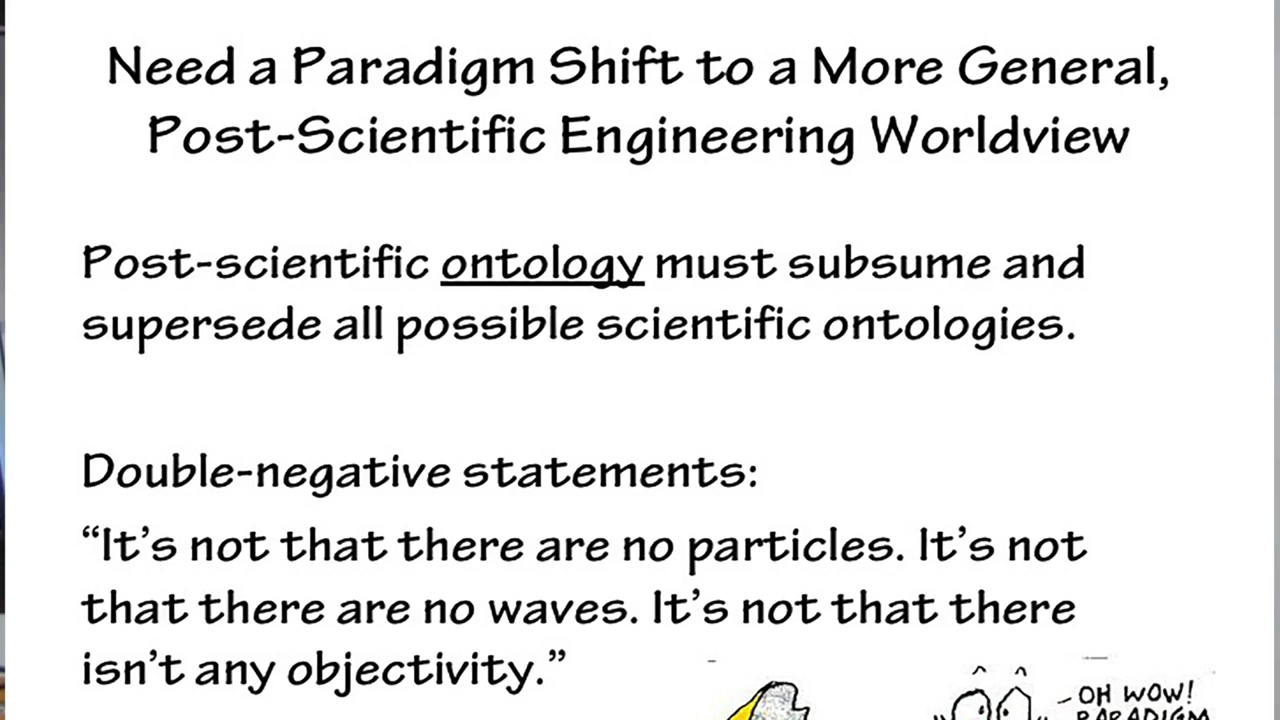 Need a Paradigm Shift to a More General,
Post-Scientific Engineering Worldview
Post-scientific ontology must subsume and
supersede all possible scientific ontologies.
Double-negative statements:
“It’s not that there are no particles. It’s not
that there are no waves. It’s not that there
isn’t any objectivity.”
OH WOW!
PARADIGM